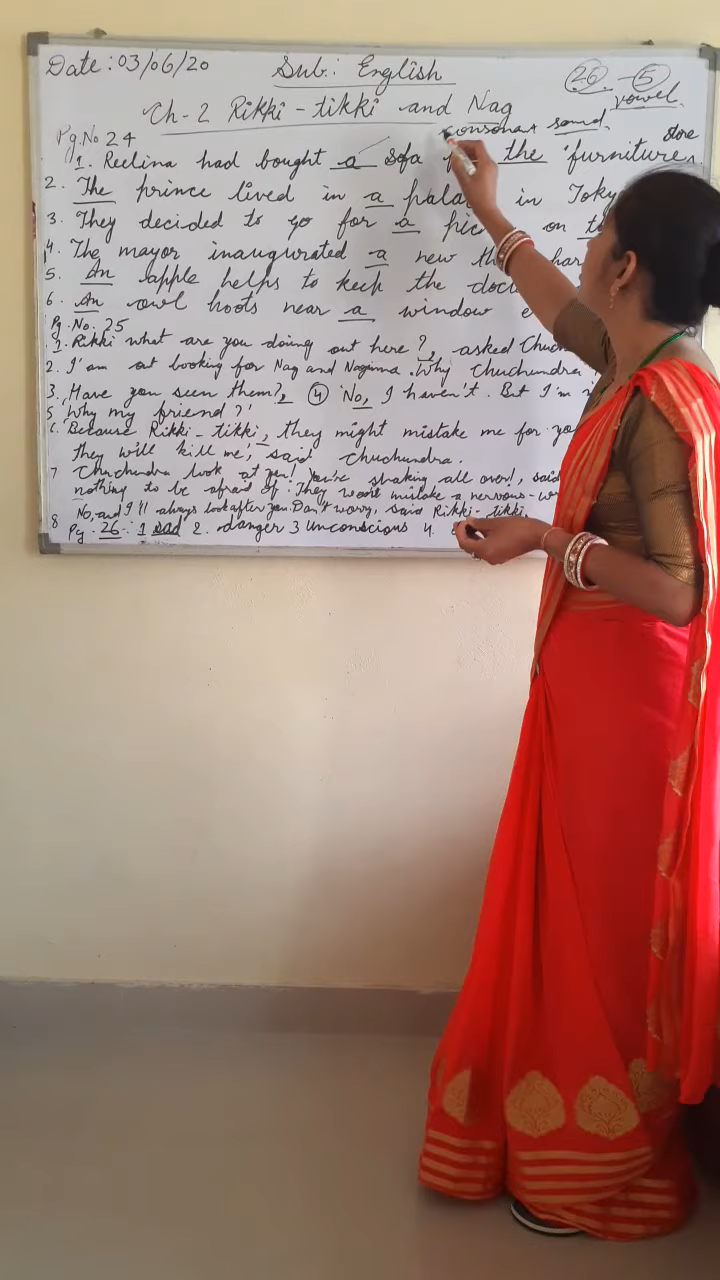 Date: 03/06/20 Sub.: English 26 - 5
vowel
Ch-2 Rikki-tikki and Nag
consonant sound
Pg. No 24 store
1. Reelina had bought a sofa the furniture
2. The prince lived in a in
3. They decided to go for a on
4. The mayor inaugurated a new
5. An apple helps to keep the
6. An owl hoots near a window
Pg. No. 25
1. Rikki what are you doing out here?, asked
2. I'am at looking for Nag and Nagina. Why Chuchundra
3. Have you seen them?, 4 No, I haven't. But I'm
5 Why my friend?'
6. Because Rikki-tikki, they might mistake me for
they will kill me', said Chuchundra.
7 Chuchundra look at you! You're shaking all over!, said
nothing to be afraid of. They won't mistake a nervous
No, and I'll always look after you. Don't worry, said Rikki-tikki.
8
Pg. 26. 1 sad 2. danger 3 unconscious 4.